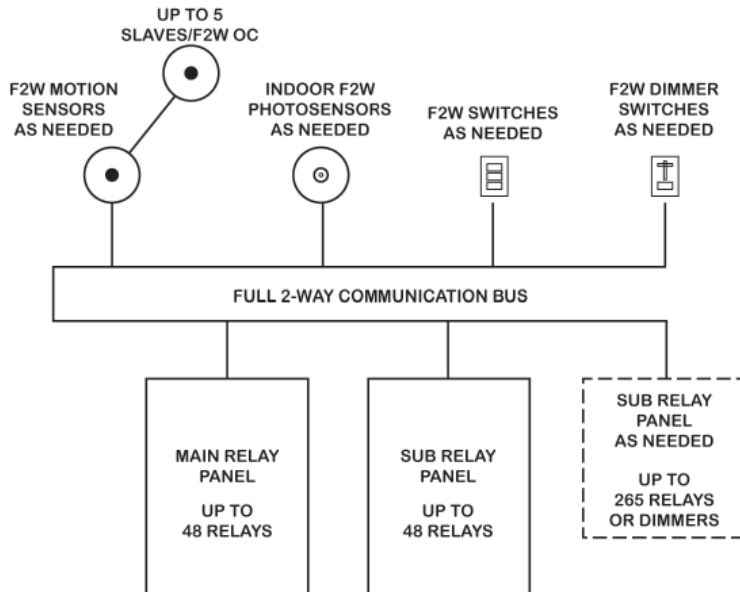 UP TO 5
SLAVES/F2W OC
F2W MOTION
SENSORS
AS NEEDED
INDOOR F2W
PHOTOSENSORS
AS NEEDED
F2W SWITCHES
AS NEEDED
F2W DIMMER
SWITCHES
AS NEEDED
FULL 2-WAY COMMUNICATION BUS
MAIN RELAY
PANEL
UP TO
48 RELAYS
SUB RELAY
PANEL
UP TO
48 RELAYS
SUB RELAY
PANEL
AS NEEDED
UP TO
265 RELAYS
OR DIMMERS